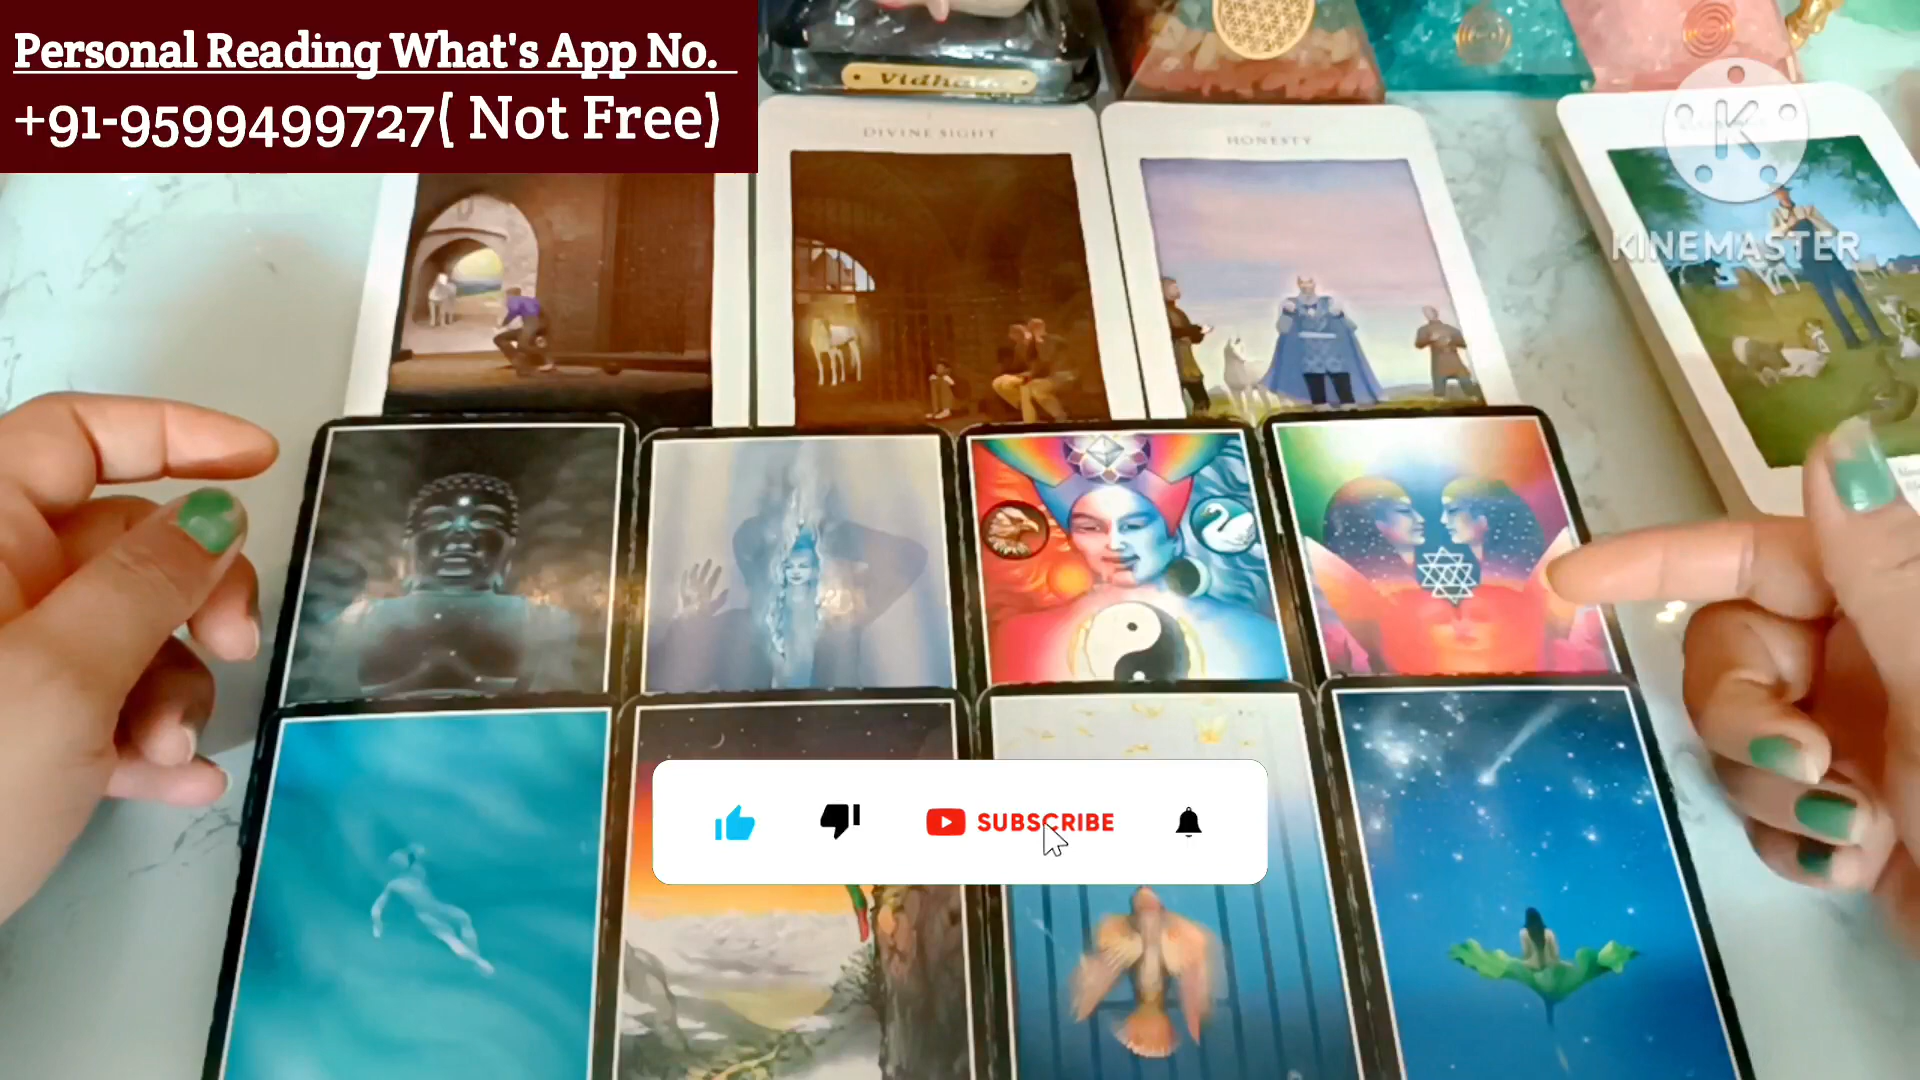 Personal Reading What's App No.
+91-9599499727( Not Free)
DIVINE SIGHT
HONESTY
K
KINEMASTER
SUBSCRIBE